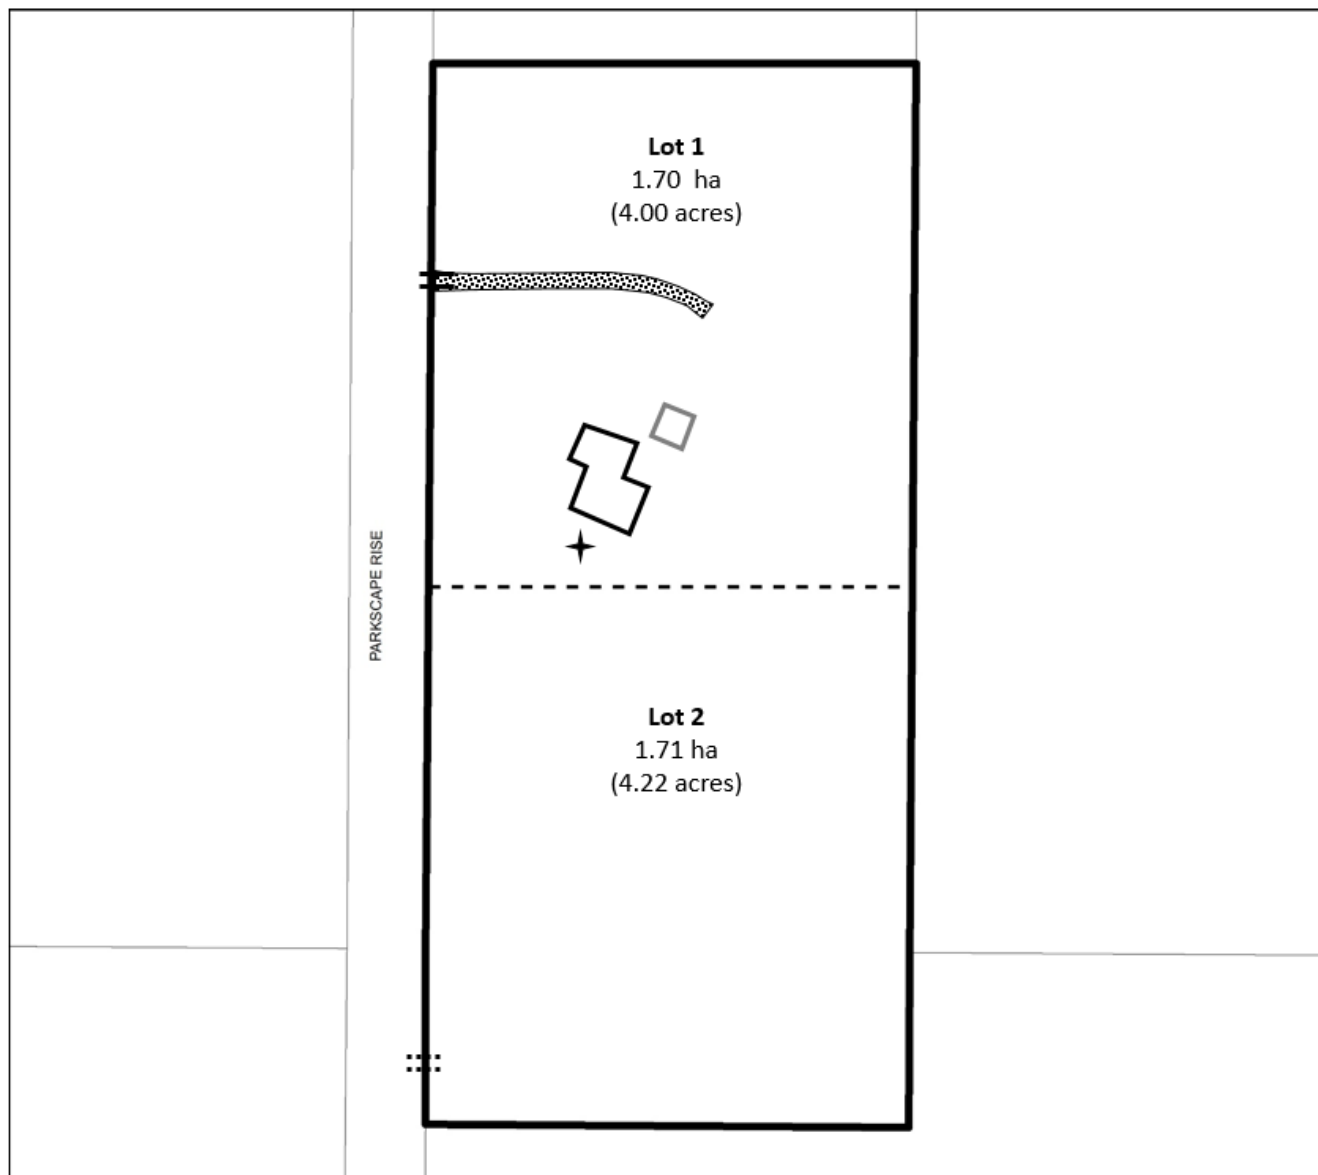 Lot 1
1.70 ha
(4.00 acres)
PARKSCAPE RISE
Lot 2
1.71 ha
(4.22 acres)